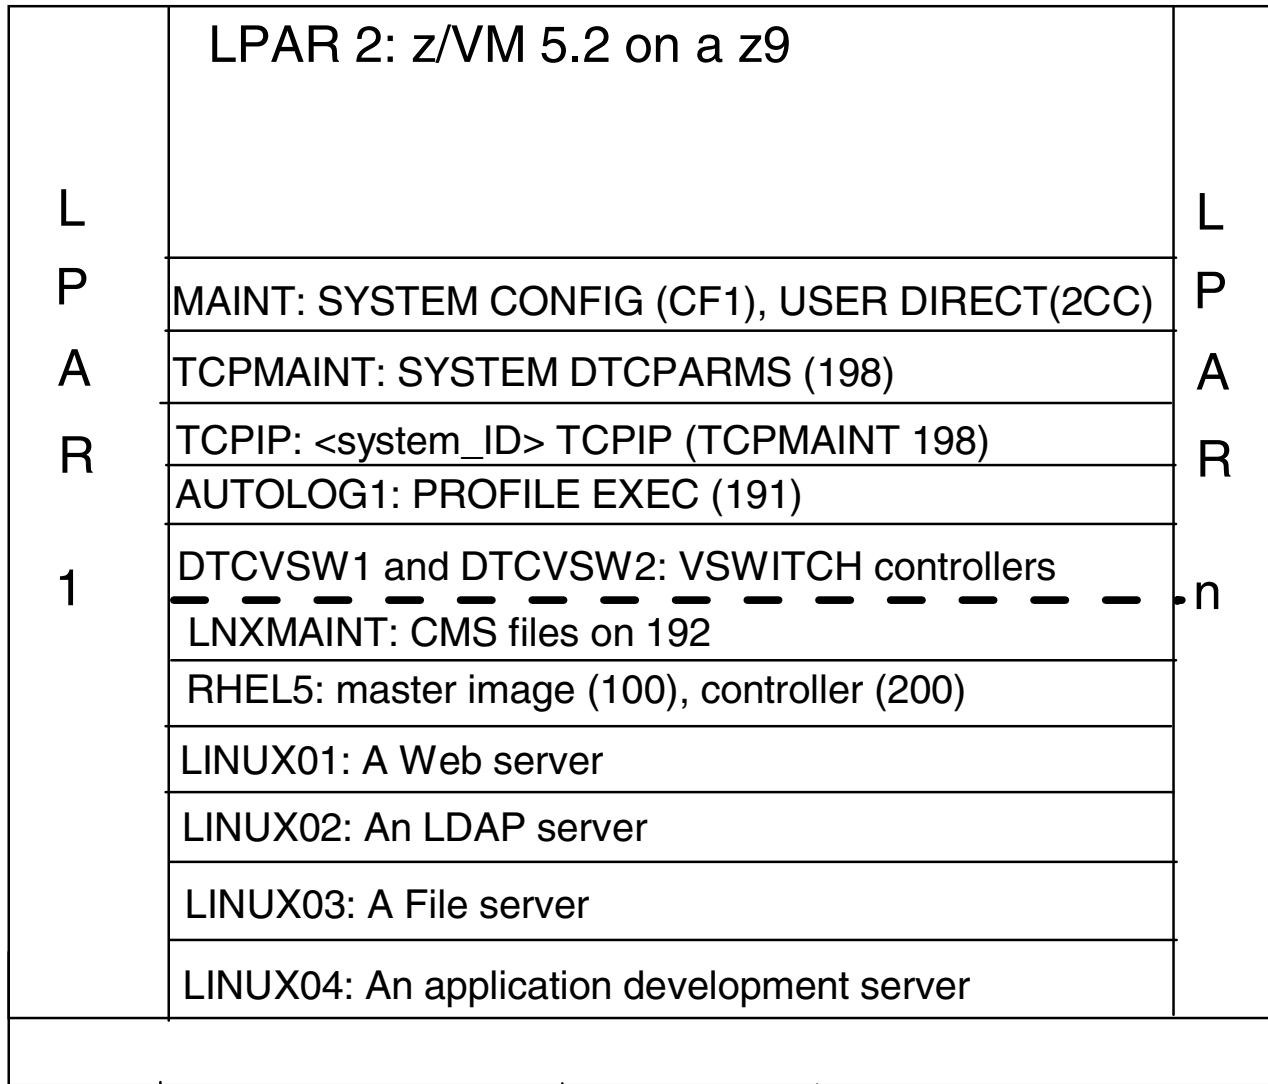 LPAR 2: z/VM 5.2 on a z9
LPAR 1
MAINT: SYSTEM CONFIG (CF1), USER DIRECT(2CC)
TCPMAINT: SYSTEM DTCPARMS (198)
TCPIP: <system_ID> TCPIP (TCPMAINT 198)
AUTOLOG1: PROFILE EXEC (191)
DTCVSW1 and DTCVSW2: VSWITCH controllers
LNXMAINT: CMS files on 192
RHEL5: master image (100), controller (200)
LINUX01: A Web server
LINUX02: An LDAP server
LINUX03: A File server
LINUX04: An application development server
LPAR n